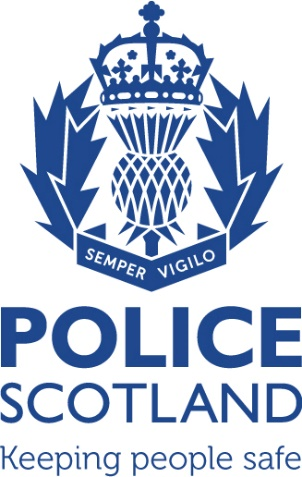 SEMPER VIGILO
POLICE
SCOTLAND
Keeping people safe